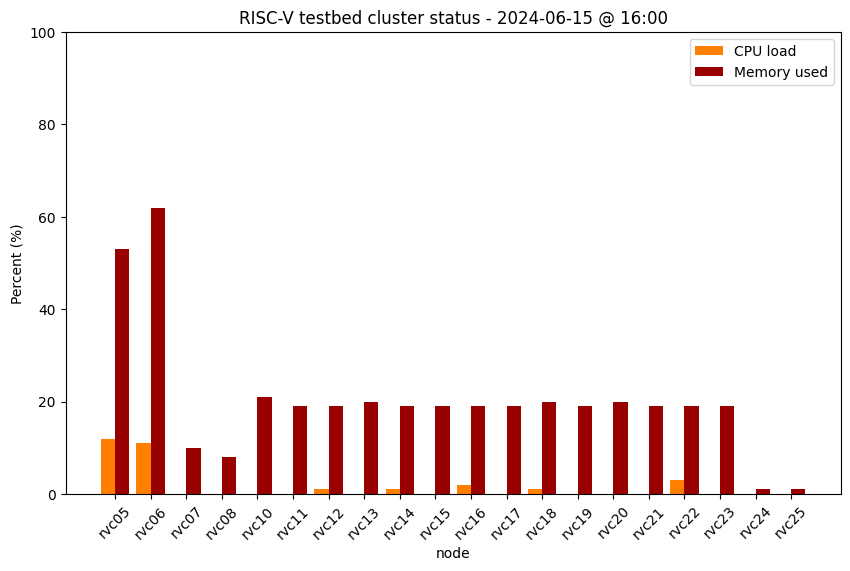 RISC-V testbed cluster status - 2024-06-15 @ 16:00
CPU load
Memory used
Percent (%)
100
80
60
40
20
0
rvc05 rvc06 rvc07 rvc08 rvc10 rvc11 rvc12 rvc13 rvc14 rvc15 rvc16 rvc17 rvc18 rvc19 rvc20 rvc21 rvc22 rvc23 rvc24 rvc25
node